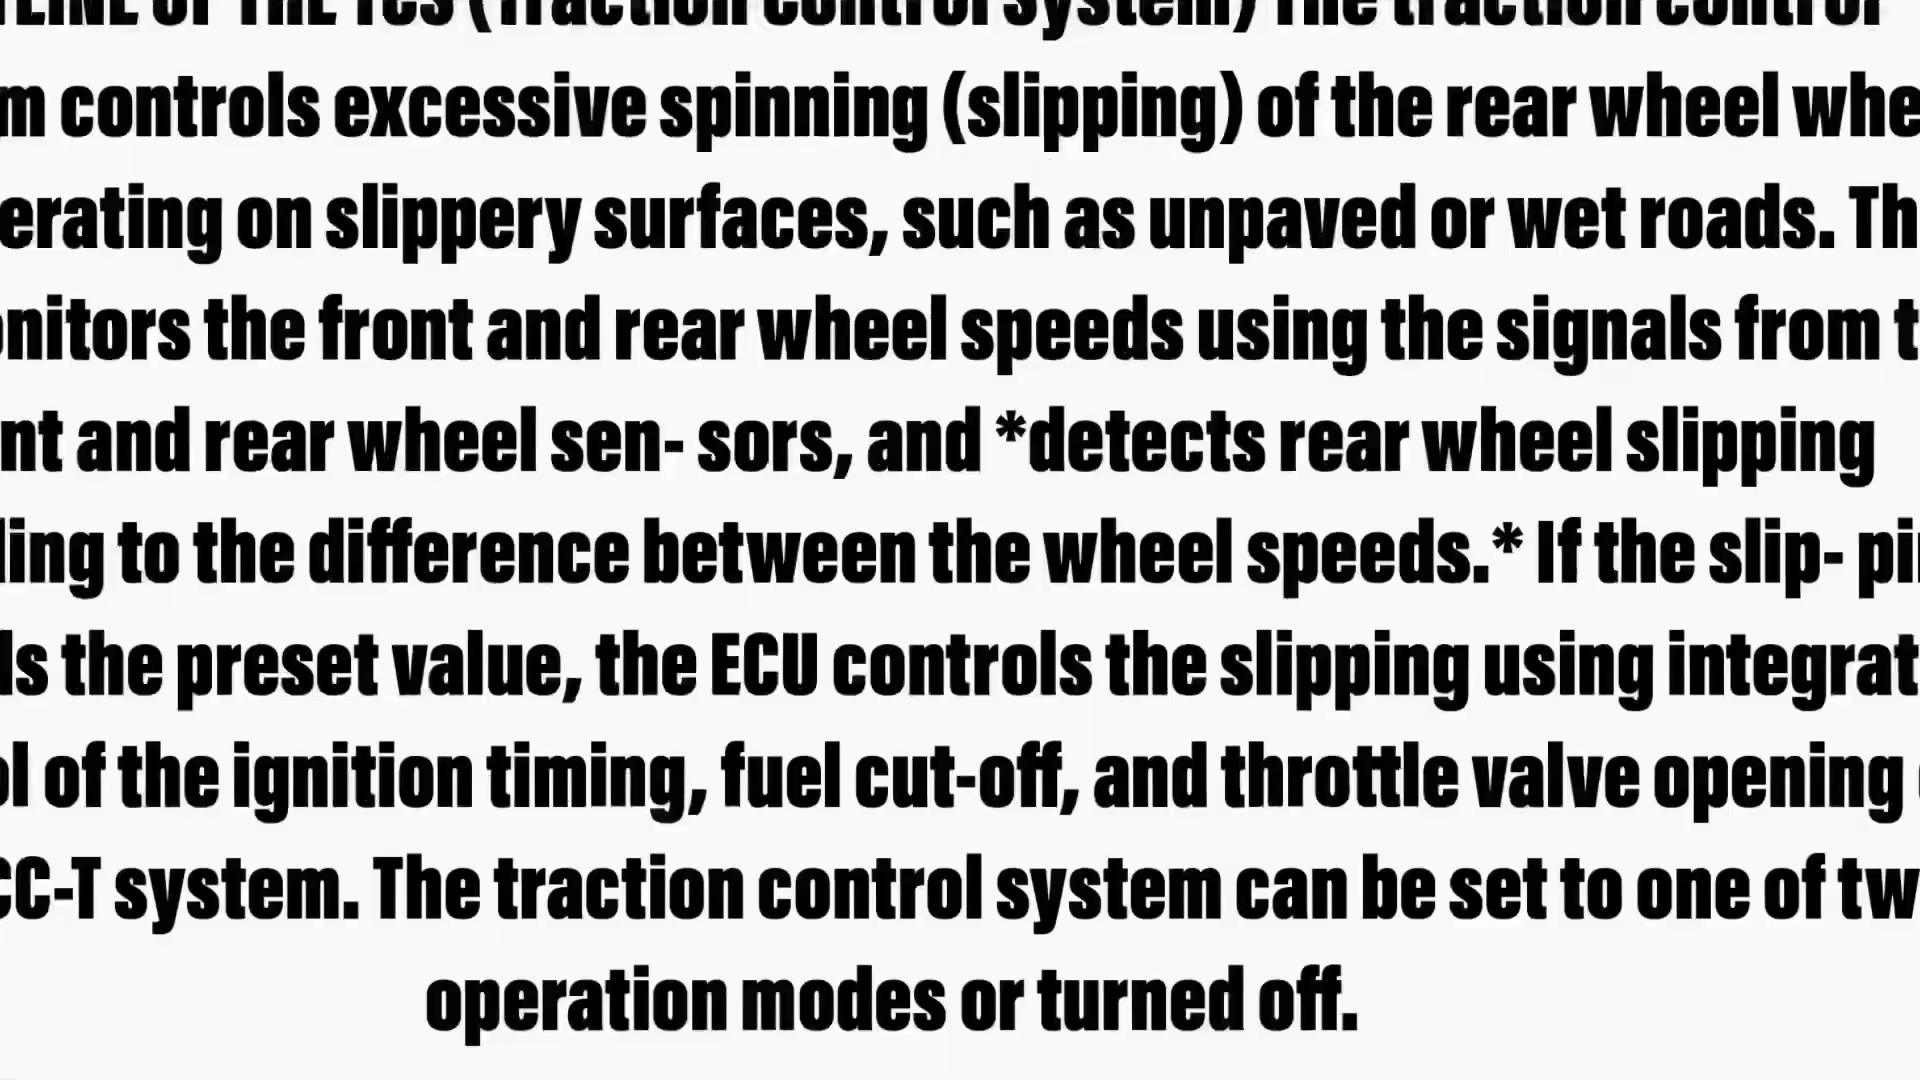 LINE OF THE TCS (Traction control system) The traction control
m controls excessive spinning (slipping) of the rear wheel whe
erating on slippery surfaces, such as unpaved or wet roads. Th
onitors the front and rear wheel speeds using the signals from t
nt and rear wheel sen- sors, and *detects rear wheel slipping
ding to the difference between the wheel speeds.* If the slip- pin
ds the preset value, the ECU controls the slipping using integrat
ol of the ignition timing, fuel cut-off, and throttle valve opening
CC-T system. The traction control system can be set to one of tw
operation modes or turned off.